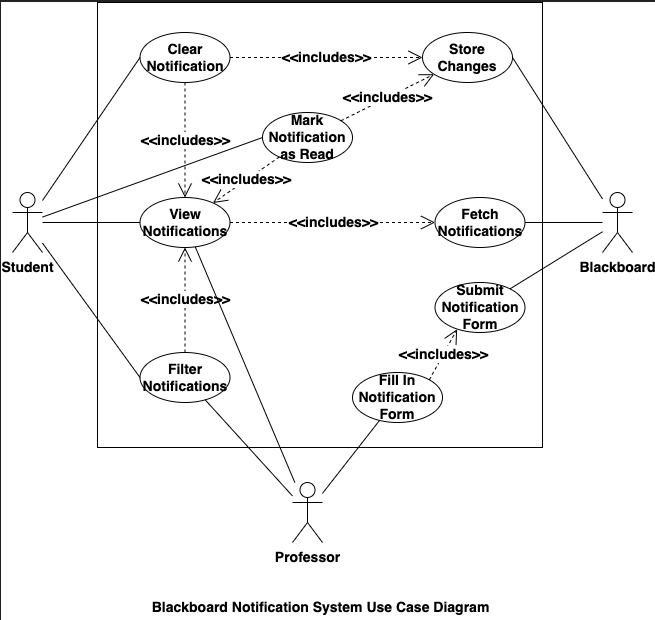 Clear
Notification
<<includes>>
Store
Changes
<<includes>>
Mark
Notification
as Read
<<includes>>
<<includes>>
View
Notifications
<<includes>>
Fetch
Notifications
Student
Blackboard
Submit
Notification
Form
<<includes>>
<<includes>>
Filter
Notifications
Fill In
Notification
Form
Professor
Blackboard Notification System Use Case Diagram